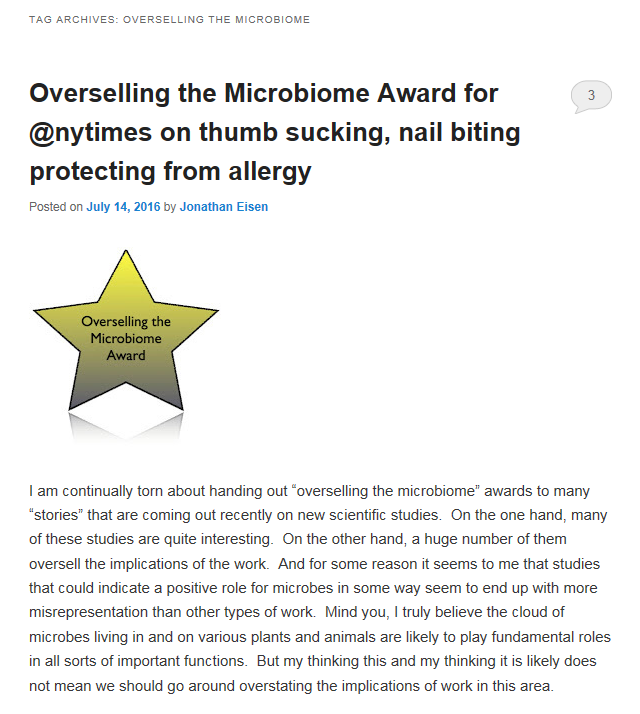 TAG ARCHIVES: OVERSELLING THE MICROBIOME
Overselling the Microbiome Award for
3
@nytimes on thumb sucking, nail biting
protecting from allergy
Posted on July 14, 2016 by Jonathan Eisen
Overselling the
Microbiome
Award
I am continually torn about handing out “overselling the microbiome” awards to many
“stories” that are coming out recently on new scientific studies.  On the one hand, many
of these studies are quite interesting.  On the other hand, a huge number of them
oversell the implications of the work.  And for some reason it seems to me that studies
that could indicate a positive role for microbes in some way seem to end up with more
misrepresentation than other types of work.  Mind you, I truly believe the cloud of
microbes living in and on various plants and animals are likely to play fundamental roles
in all sorts of important functions.  But my thinking this and my thinking it is likely does
not mean we should go around overstating the implications of work in this area.